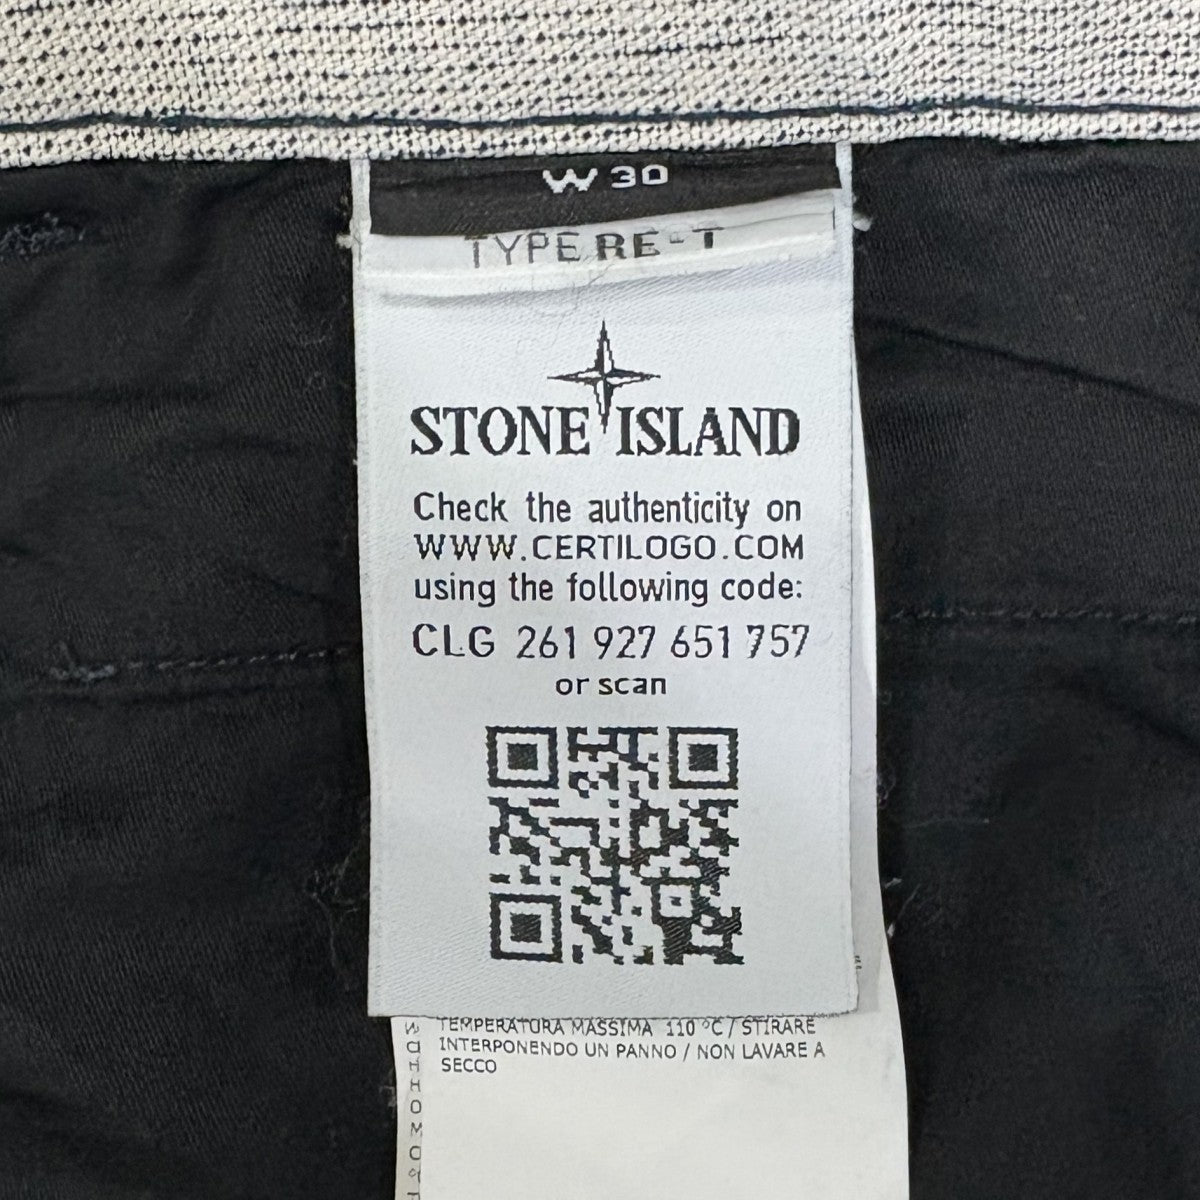 W 30
TYPE RE-T
STONE ISLAND
Check the authenticity on
WWW.CERTILOGO.COM
using the following code:
CLG 261 927 651 757
or scan
TEMPERATURA MASSIMA 110 °C / STIRARE
INTERPONENDO UN PANNO / NON LAVARE A
SECCO